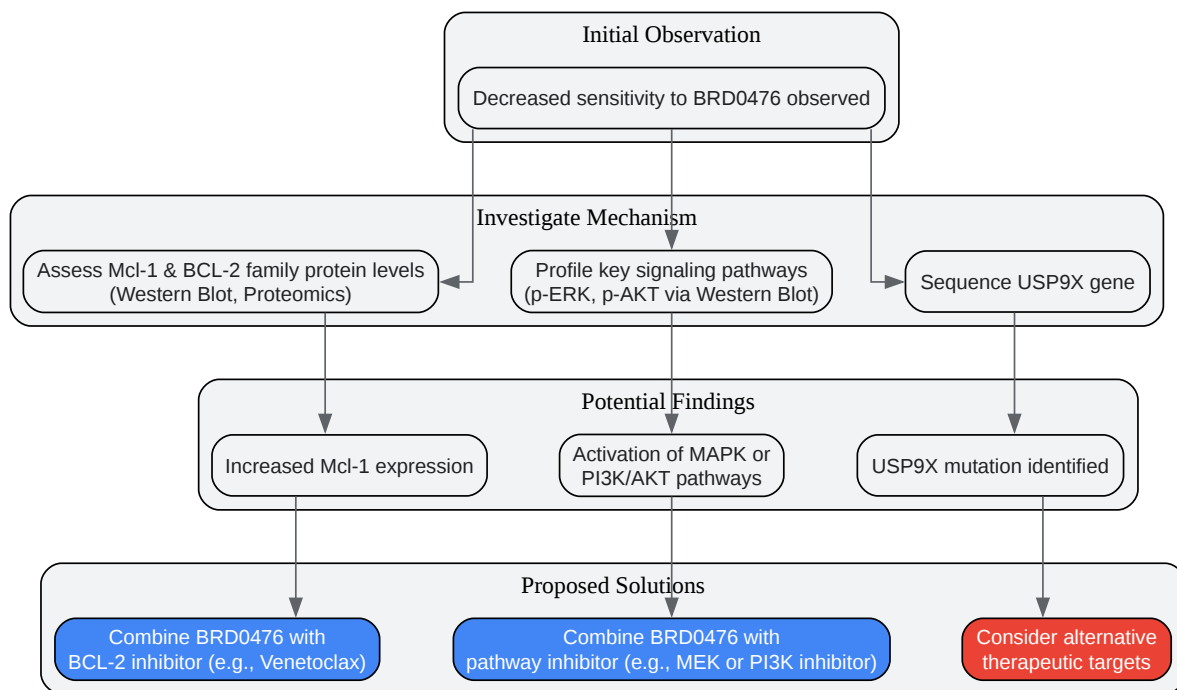 Initial Observation
Decreased sensitivity to BRD0476 observed
Investigate Mechanism
Assess Mcl-1 & BCL-2 family protein levels
(Western Blot, Proteomics)
Profile key signaling pathways
(p-ERK, p-AKT via Western Blot)
Sequence USP9X gene
Potential Findings
Increased Mcl-1 expression
Activation of MAPK or
PI3K/AKT pathways
USP9X mutation identified
Proposed Solutions
Combine BRD0476 with
BCL-2 inhibitor (e.g., Venetoclax)
Combine BRD0476 with
pathway inhibitor (e.g., MEK or PI3K inhibitor)
Consider alternative
therapeutic targets